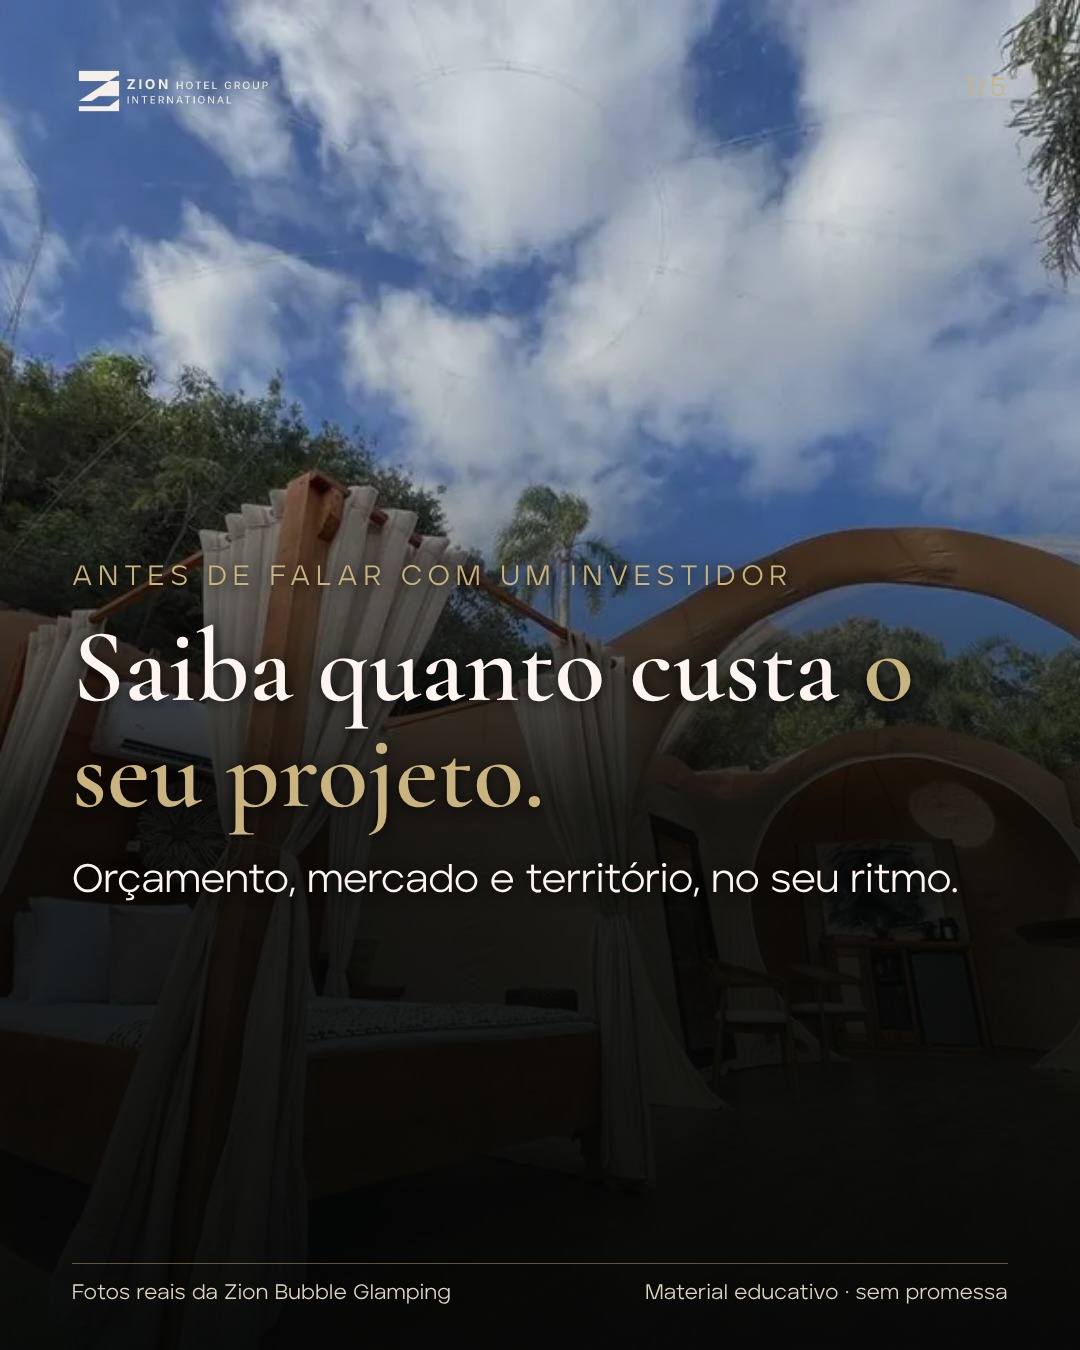 ZION HOTEL GROUP
INTERNATIONAL
1/5
ANTES DE FALAR COM UM INVESTIDOR
Saiba quanto custa o
seu projeto.
Orçamento, mercado e território, no seu ritmo.
Fotos reais da Zion Bubble Glamping
Material educativo · sem promessa